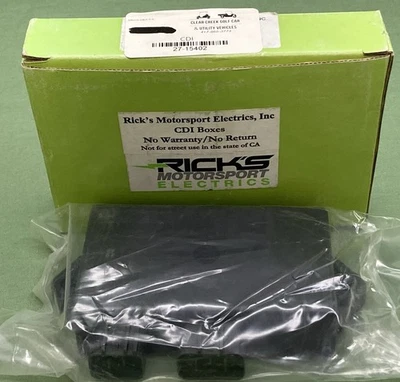 CLEAR CREEK GOLF CAR
& UTILITY VEHICLES
CDI
27-15402
Rick's Motorsport Electrics, Inc
CDI Boxes
No Warranty/No Return
Not for street use in the state of CA
RICK'S
MOTORSPORT
ELECTRICS